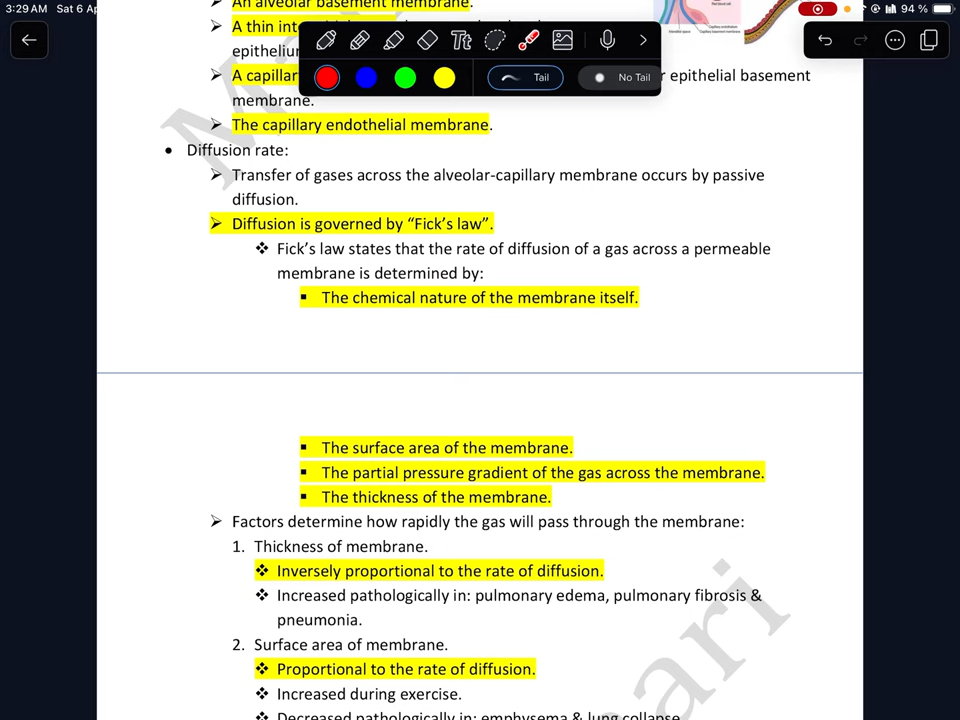 3:29 AM Sat 6 Ap
94 %
An alveolar basement membrane.
A thin int
epitheliu
Tt
Tail
No Tail
A capillar
r epithelial basement
membrane.
The capillary endothelial membrane.
• Diffusion rate:
➢ Transfer of gases across the alveolar-capillary membrane occurs by passive
diffusion.
➢ Diffusion is governed by “Fick’s law”.
❖ Fick’s law states that the rate of diffusion of a gas across a permeable
membrane is determined by:
▪ The chemical nature of the membrane itself.
▪ The surface area of the membrane.
▪ The partial pressure gradient of the gas across the membrane.
▪ The thickness of the membrane.
➢ Factors determine how rapidly the gas will pass through the membrane:
1. Thickness of membrane.
❖ Inversely proportional to the rate of diffusion.
❖ Increased pathologically in: pulmonary edema, pulmonary fibrosis &
pneumonia.
2. Surface area of membrane.
❖ Proportional to the rate of diffusion.
❖ Increased during exercise.
❖ Decreased pathologically in: emphysema & lung collapse